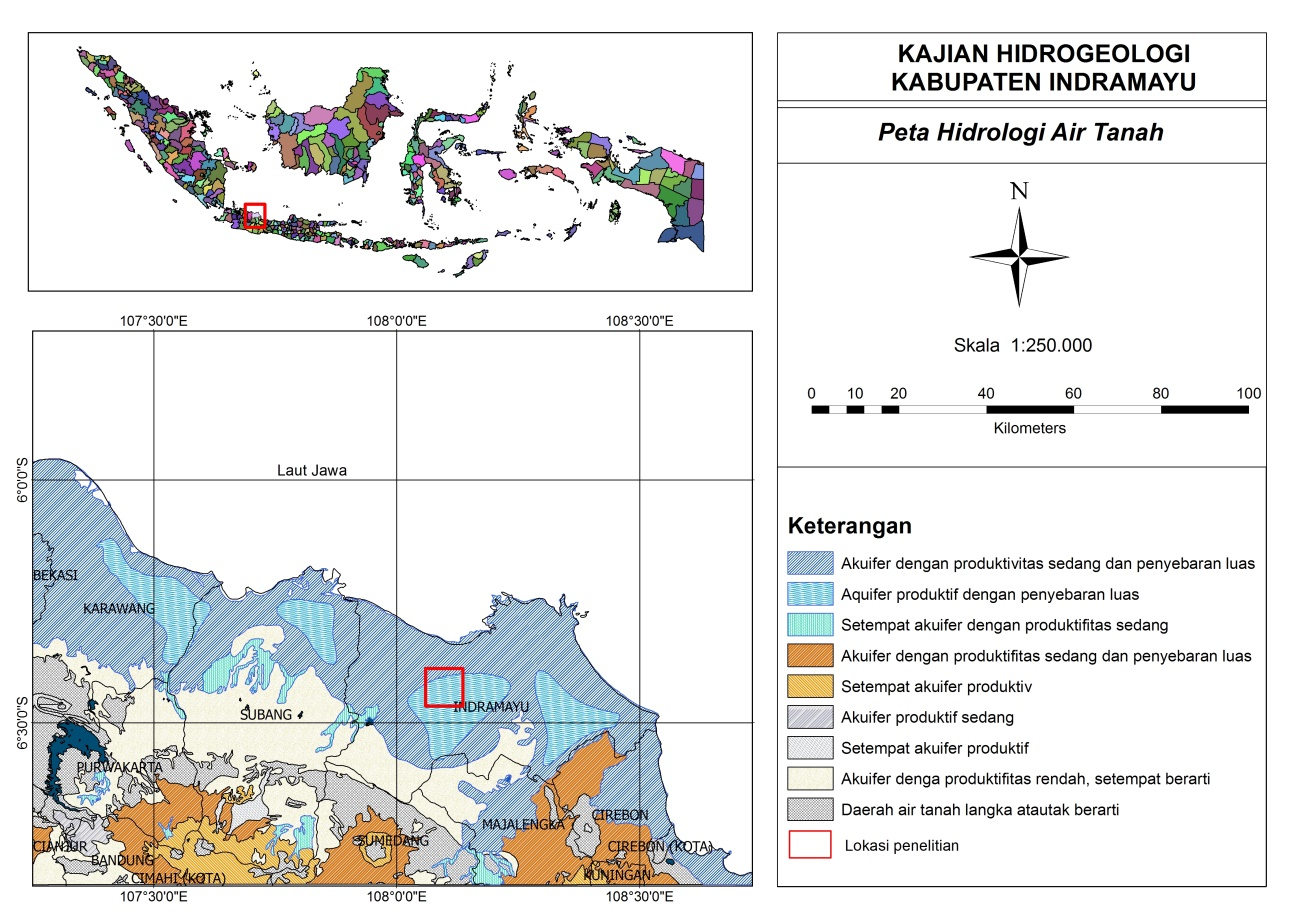 KAJIAN HIDROGEOLOGI
KABUPATEN INDRAMAYU
Peta Hidrologi Air Tanah
N
Skala 1:250.000
0 10 20 40 60 80 100
Kilometers
107°30'0"E 108°0'0"E 108°30'0"E
6°0'0"S
Laut Jawa
BEKASI
KARAWANG
INDRAMAYU
SUBANG
6°30'0"S
PURWAKARTA
CIREBON
MAJALENGKA
CIANJUR
SUMEDANG
CIREBON (KOTA)
BANDUNG
CIMAHI (KOTA)
KUNINGAN
107°30'0"E 108°0'0"E 108°30'0"E
Keterangan
Akuifer dengan produktivitas sedang dan penyebaran luas
Aquifer produktif dengan penyebaran luas
Setempat akuifer dengan produktifitas sedang
Akuifer dengan produktifitas sedang dan penyebaran luas
Setempat akuifer produktiv
Akuifer produktif sedang
Setempat akuifer produktif
Akuifer denga produktifitas rendah, setempat berarti
Daerah air tanah langka atautak berarti
Lokasi penelitian